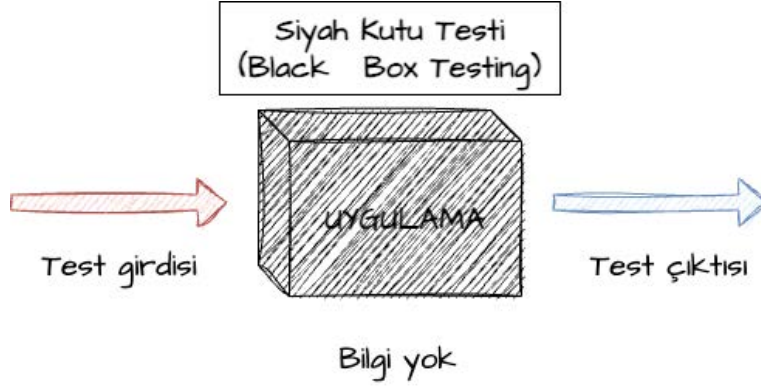 Siyah Kutu Testi
(Black Box Testing)
UYGULAMA
Test girdisi
Test çıktısı
Bilgi yok